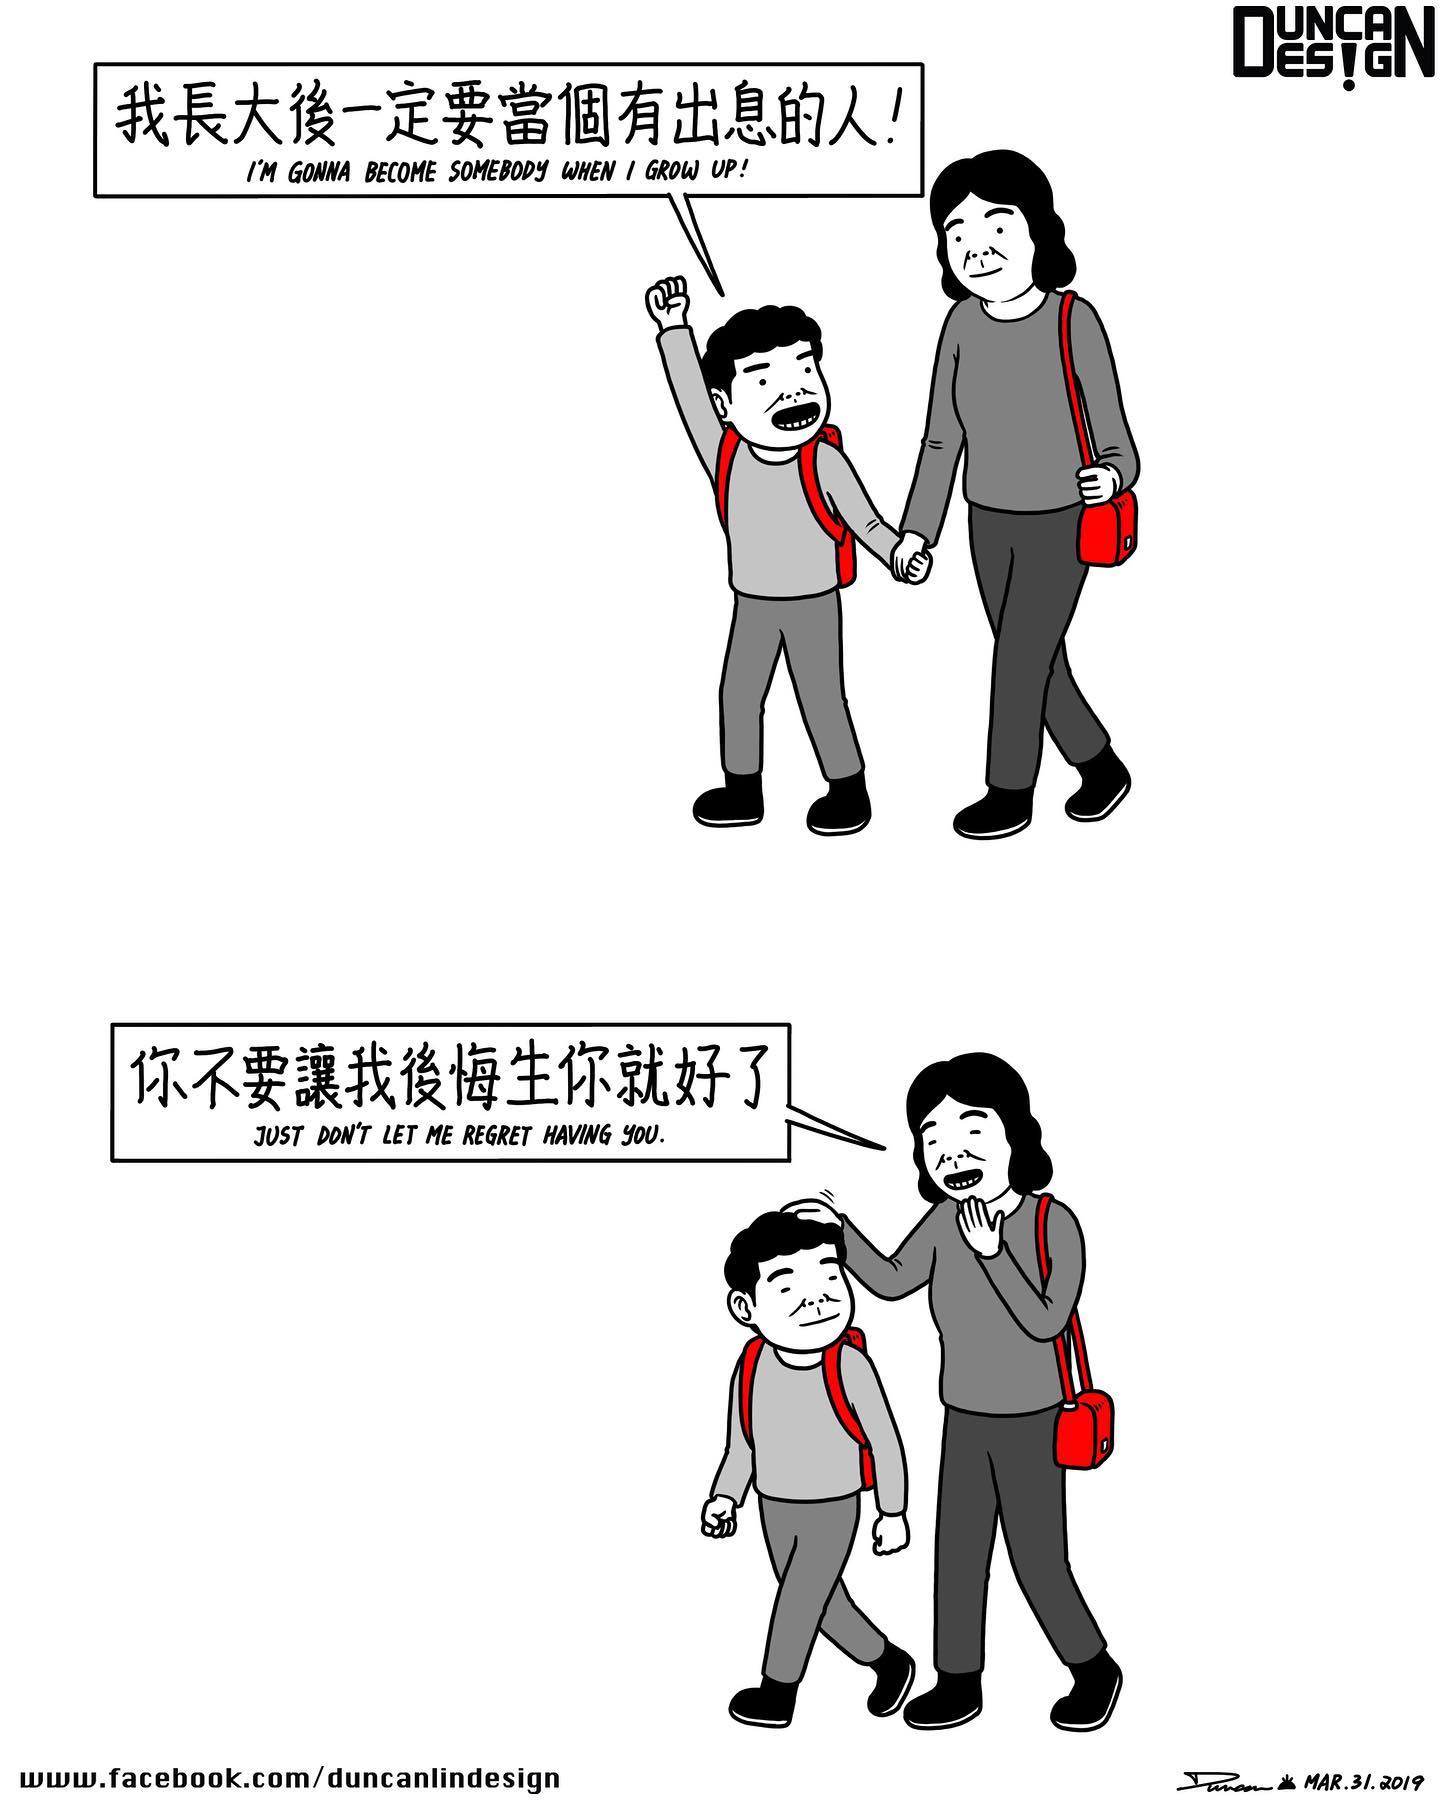 DUNCAN
DES!GN
我長大後一定要當個有出息的人!
I'M GONNA BECOME SOMEBODY WHEN I GROW UP!
你不要讓我後悔生你就好了
JUST DON'T LET ME REGRET HAVING YOU.
www.facebook.com/duncanlindesign
Duncan MAR.31.2019